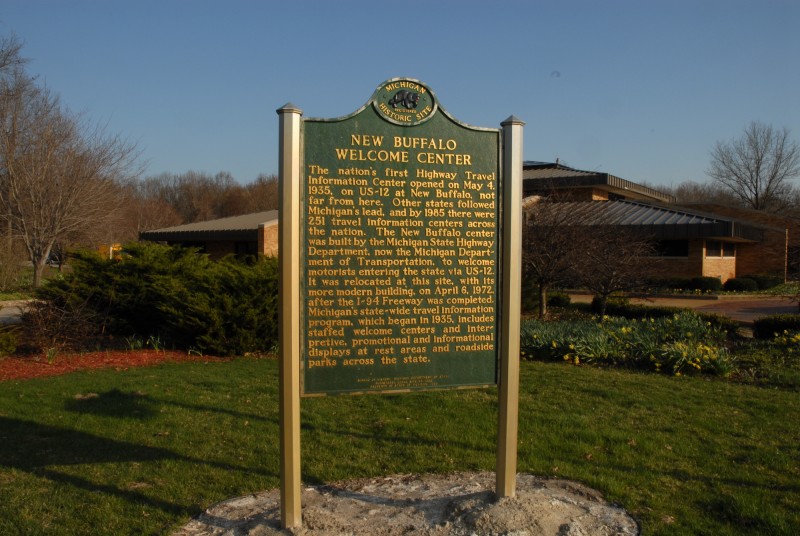 MICHIGAN
HISTORIC SITE
NEW BUFFALO
WELCOME CENTER
The nation's first Highway Travel
Information Center opened on May 4,
1935, on US-12 at New Buffalo, not
far from here. Other states followed
Michigan's lead, and by 1985 there were
251 travel information centers across
the nation. The New Buffalo center
was built by the Michigan State Highway
Department, now the Michigan Depart-
ment of Transportation, to welcome
motorists entering the state via US-12.
It was relocated at this site, with its
more modern building, on April 6, 1972,
after the I-94 Freeway was completed.
Michigan's state-wide travel information
program, which began in 1935, includes
staffed welcome centers and inter-
pretive, promotional and informational
displays at rest areas and roadside
parks across the state.